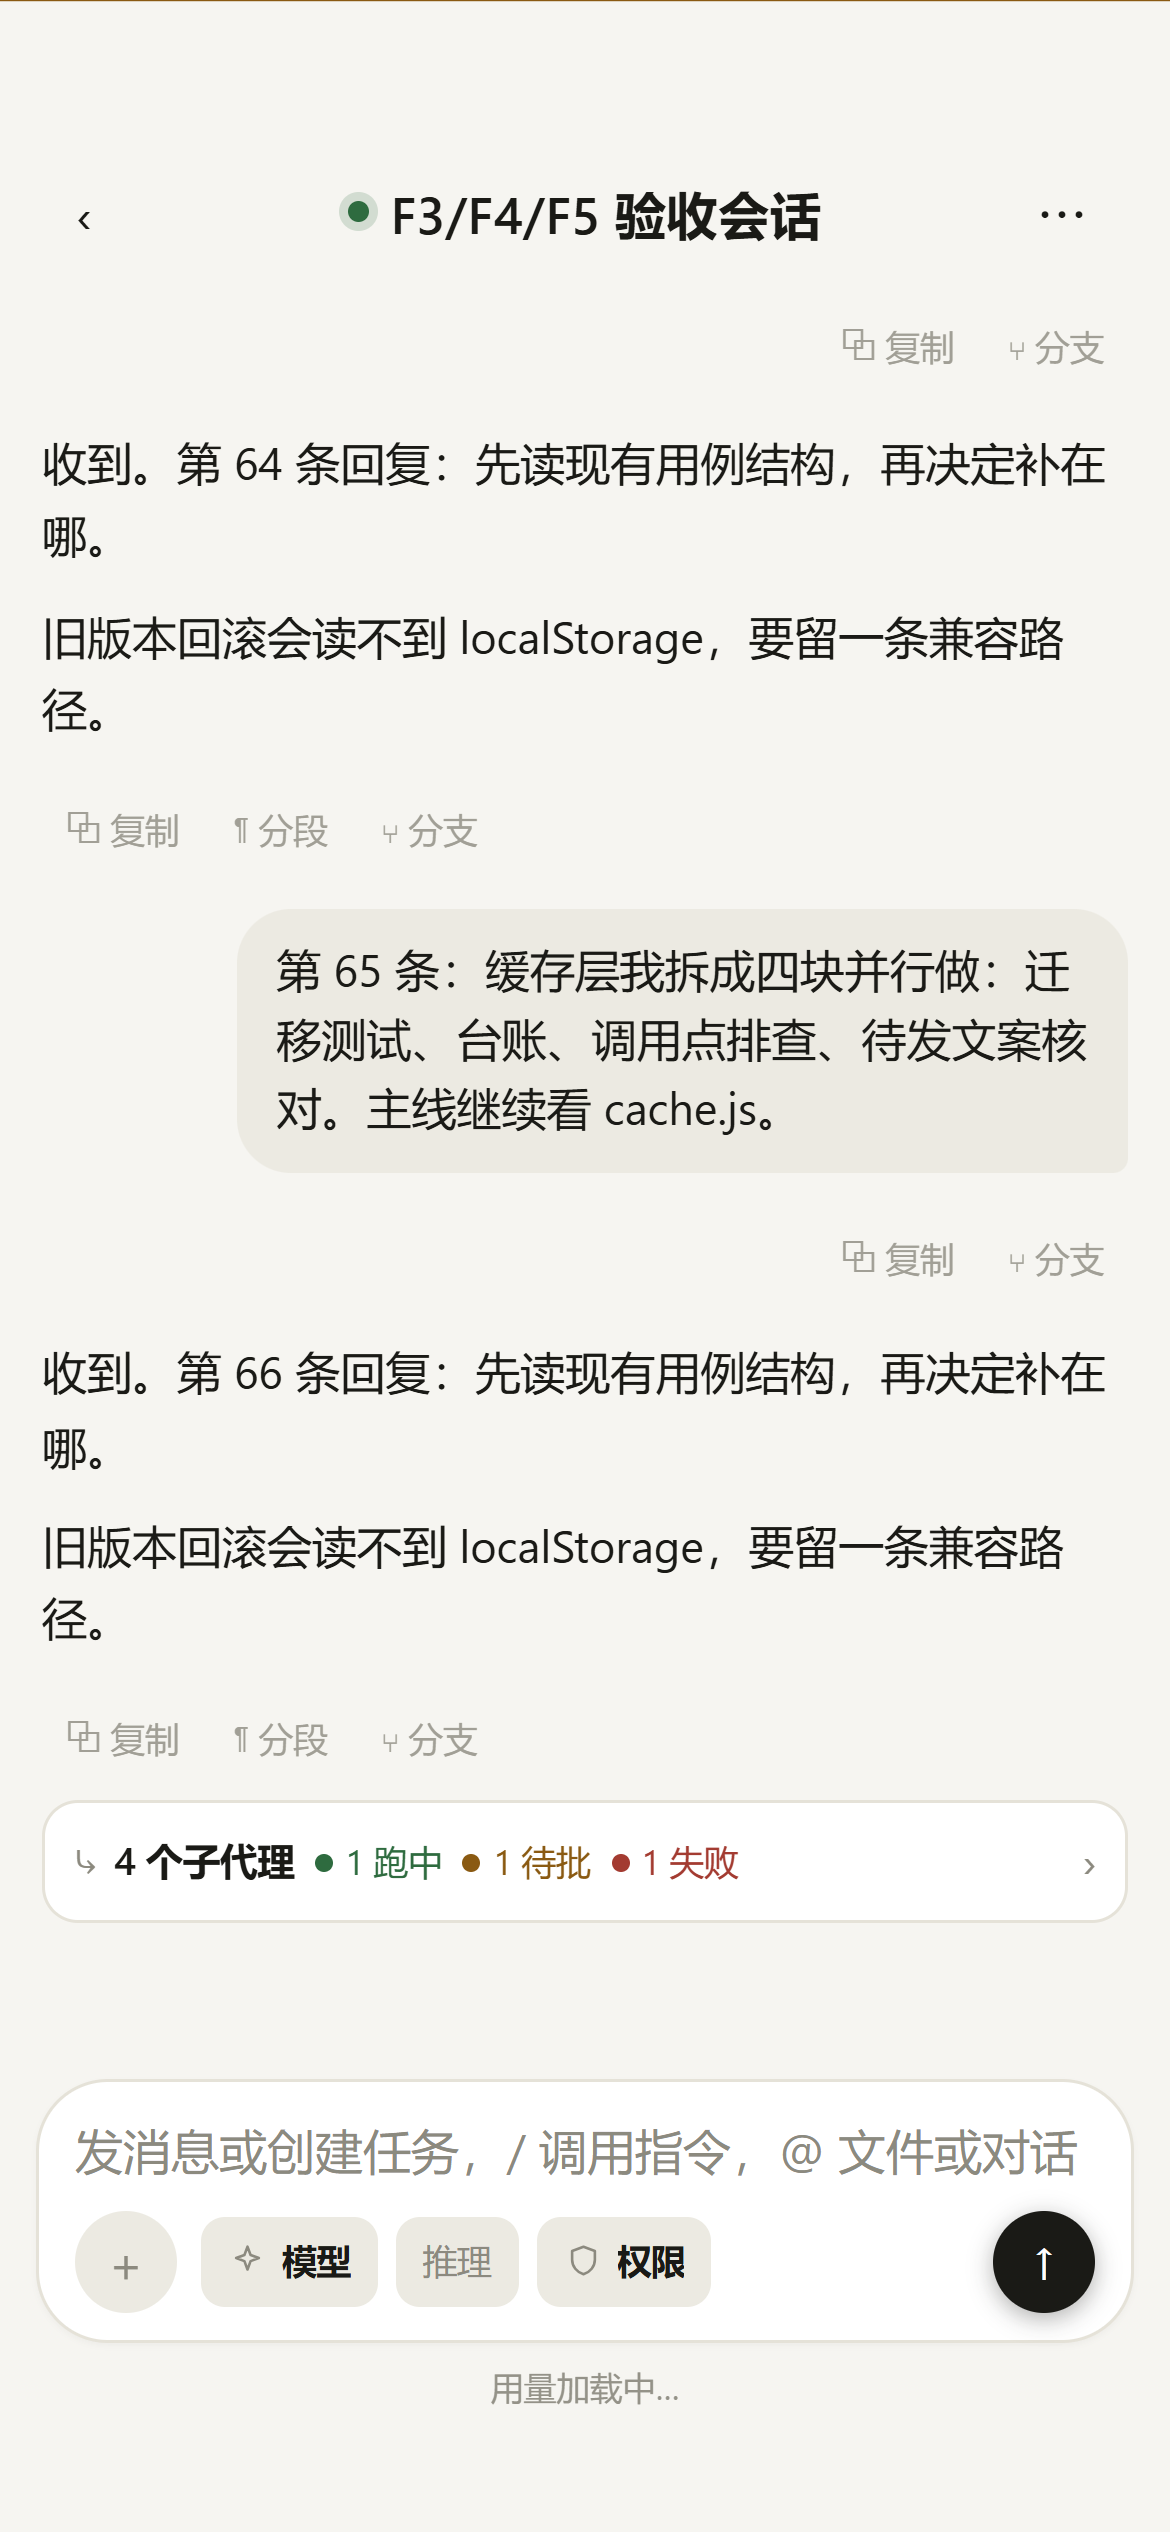 F3/F4/F5 验收会话
复制 分支
收到。第 64 条回复：先读现有用例结构，再决定补在
哪。
旧版本回滚会读不到 localStorage，要留一条兼容路
径。
复制 ¶ 分段 分支
第 65 条：缓存层我拆成四块并行做：迁
移测试、台账、调用点排查、待发文案核
对。主线继续看 cache.js。
复制 分支
收到。第 66 条回复：先读现有用例结构，再决定补在
哪。
旧版本回滚会读不到 localStorage，要留一条兼容路
径。
复制 ¶ 分段 分支
4 个子代理 1 跑中 1 待批 1 失败
发消息或创建任务，/ 调用指令，@ 文件或对话
模型 推理 权限
用量加载中...